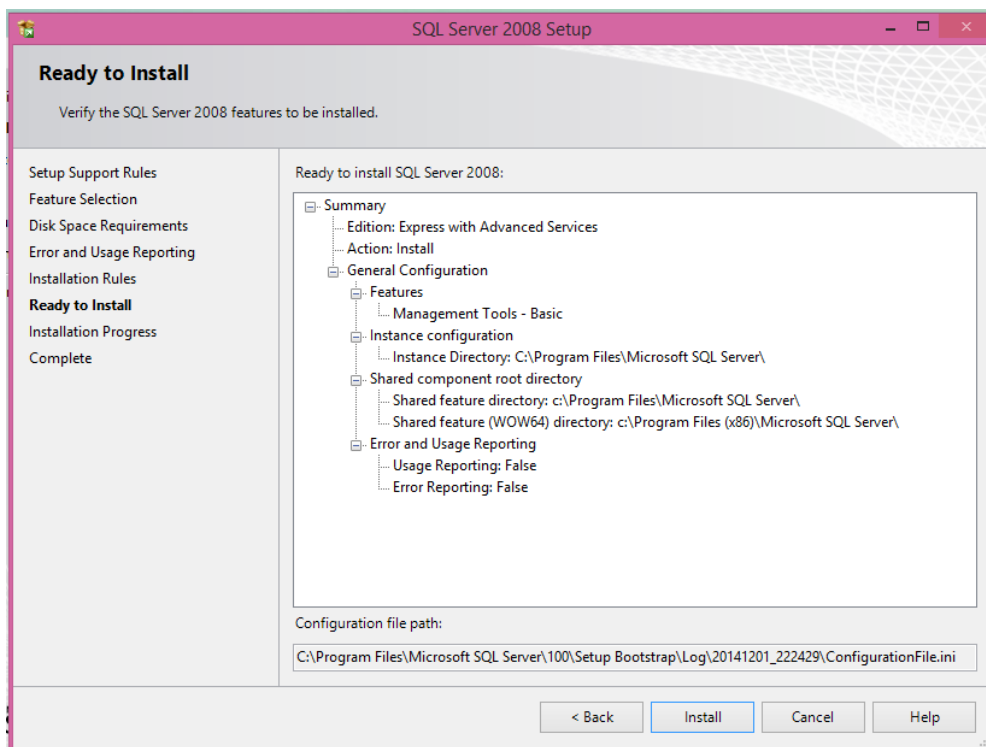 SQL Server 2008 Setup
Ready to Install
Verify the SQL Server 2008 features to be installed.
Setup Support Rules
Feature Selection
Disk Space Requirements
Error and Usage Reporting
Installation Rules
Ready to Install
Installation Progress
Complete
Ready to install SQL Server 2008:
Summary
Edition: Express with Advanced Services
Action: Install
General Configuration
Features
Management Tools - Basic
Instance configuration
Instance Directory: C:\Program Files\Microsoft SQL Server\
Shared component root directory
Shared feature directory: c:\Program Files\Microsoft SQL Server\
Shared feature (WOW64) directory: c:\Program Files (x86)\Microsoft SQL Server\
Error and Usage Reporting
Usage Reporting: False
Error Reporting: False
Configuration file path:
C:\Program Files\Microsoft SQL Server\100\Setup Bootstrap\Log\20141201_222429\ConfigurationFile.ini
< Back
Install
Cancel
Help